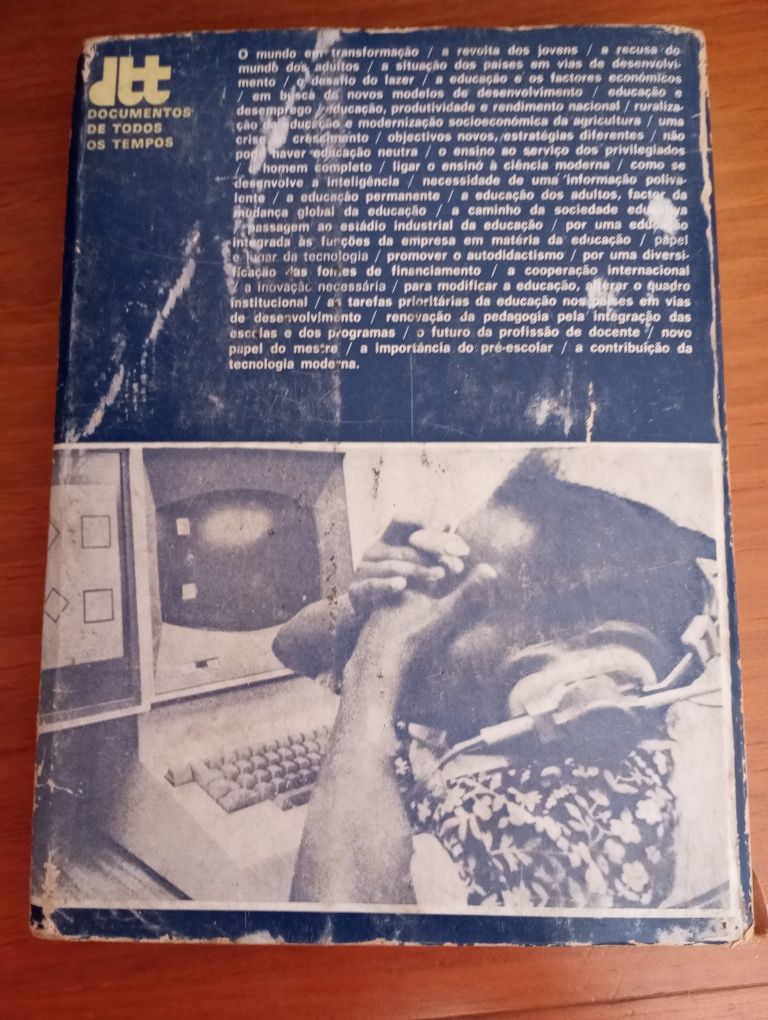 dtt
DOCUMENTOS
DE TODOS
OS TEMPOS
O mundo em transformação / a revolta dos jovens / a recusa do
mundo dos adultos / a situação dos países em vias de desenvolvi-
mento / o desafio do lazer / a educação e os factores económicos
/ em busca de novos modelos de desenvolvimento / educação e
desemprego / educação, produtividade e rendimento nacional / ruraliza-
ção da educação e modernização socioeconómica da agricultura / uma
crise crescimento / objectivos novos, estratégias diferentes / não
pode haver educação neutra / o ensino ao serviço dos privilegiados
/ homem completo / ligar o ensino à ciência moderna / como se
desenvolve a inteligência / necessidade de uma informação poliva-
lente / a educação permanente / a educação dos adultos, factor da
mudança global da educação / a caminho da sociedade educativa
/ passagem ao estádio industrial da educação / por uma educação
integrada às funções da empresa em matéria da educação / papel
e lugar da tecnologia / promover o autodidactismo / por uma diversi-
ficação das fontes de financiamento / a cooperação internacional
/ a inovação necessária / para modificar a educação, alterar o quadro
institucional / as tarefas prioritárias da educação nos países em vias
de desenvolvimento / renovação da pedagogia pela integração das
escolas e dos programas / o futuro da profissão de docente / novo
papel do mestre / a importância do pré-escolar / a contribuição da
tecnologia moderna.